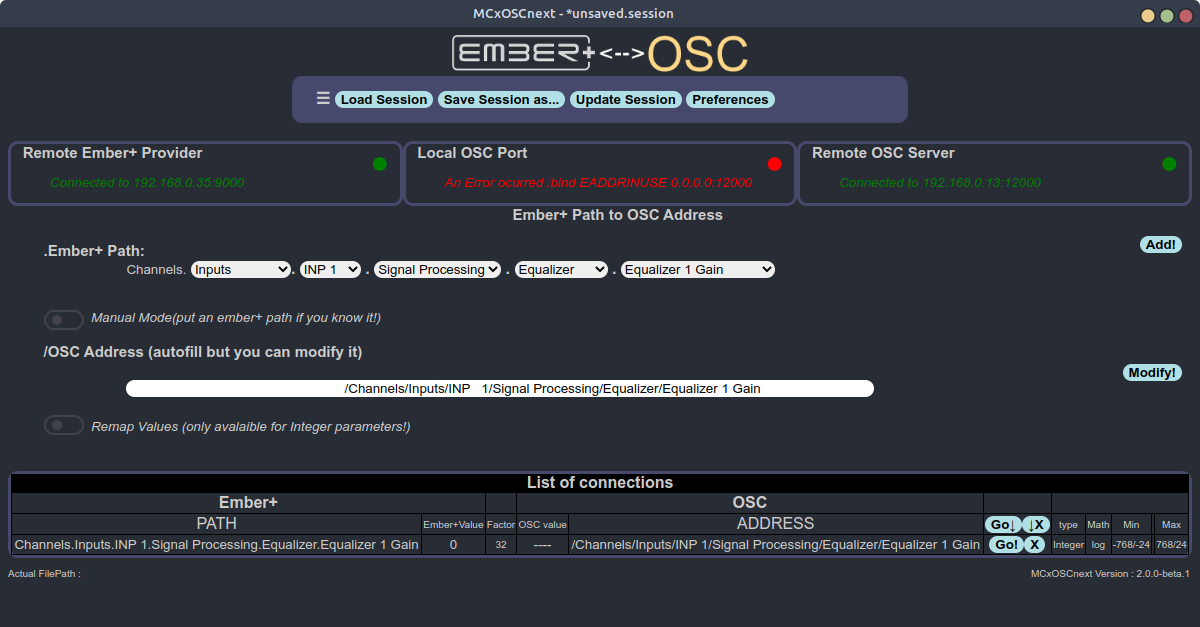 MCxOSCnext - *unsaved.session
EMBER+<-->OSC
☰ Load Session Save Session as... Update Session Preferences
Remote Ember+ Provider
Connected to 192.168.0.35:9000
Local OSC Port
An Error ocurred :bind EADDRINUSE 0.0.0.0:12000
Remote OSC Server
Connected to 192.168.0.13:12000
Ember+ Path to OSC Address
Add!
.Ember+ Path:
Channels. Inputs . INP 1 . Signal Processing . Equalizer . Equalizer 1 Gain
Manual Mode(put an ember+ path if you know it!)
/OSC Address (autofill but you can modify it)
Modify!
/Channels/Inputs/INP   1/Signal Processing/Equalizer/Equalizer 1 Gain
Remap Values (only avalaible for Integer parameters!)
List of connections
Ember+ OSC
PATH Ember+Value Factor OSC value ADDRESS Go↓ ↓X type Math Min Max
Channels.Inputs.INP 1.Signal Processing.Equalizer.Equalizer 1 Gain 0 32 ---- /Channels/Inputs/INP 1/Signal Processing/Equalizer/Equalizer 1 Gain Go! X Integer log -768/-24 768/24
Actual FilePath :
MCxOSCnext Version : 2.0.0-beta.1